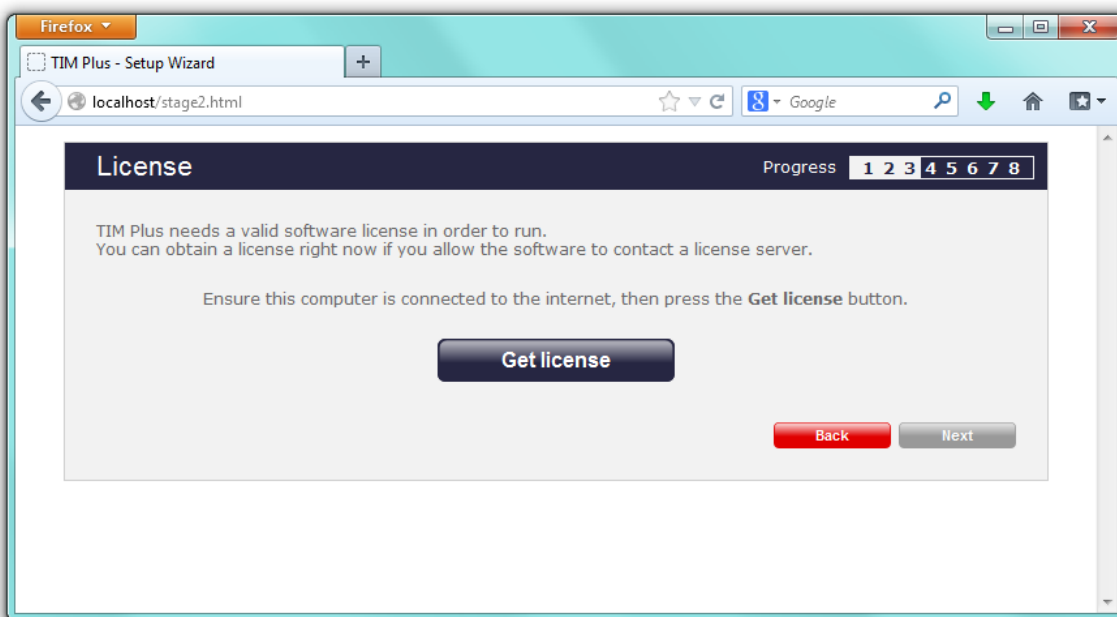 Firefox
TIM Plus - Setup Wizard
localhost/stage2.html
Google
License
Progress 1 2 3 4 5 6 7 8
TIM Plus needs a valid software license in order to run.
You can obtain a license right now if you allow the software to contact a license server.
Ensure this computer is connected to the internet, then press the Get license button.
Get license
Back Next